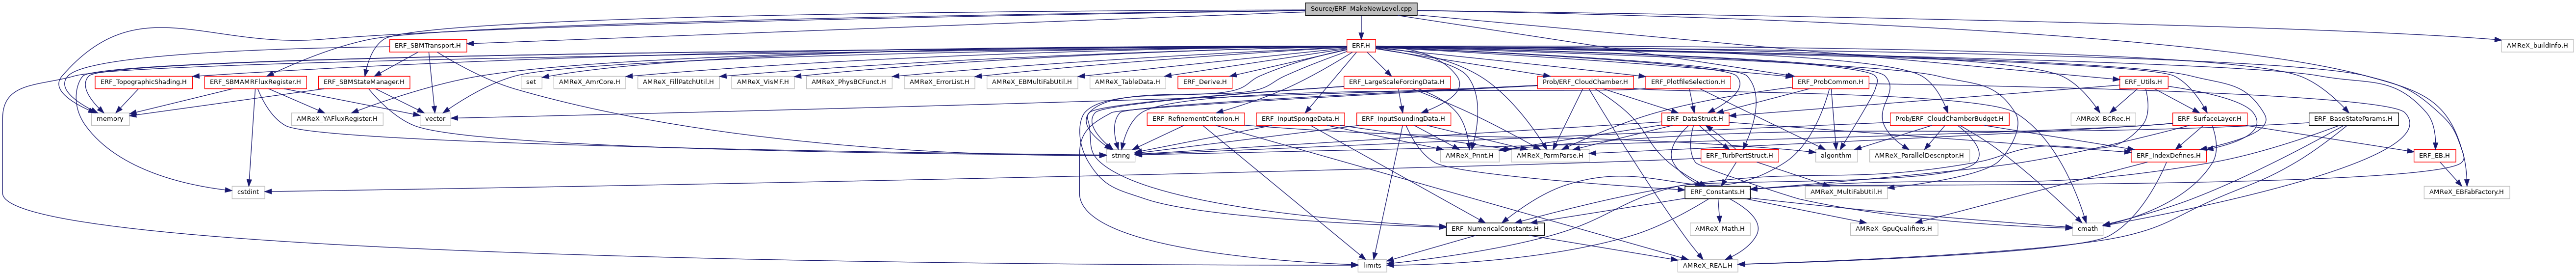 Source/ERF_MakeNewLevel.cpp
ERF_SBMTransport.H
ERF.H
AMReX_buildInfo.H
ERF_TopographicShading.H
ERF_SBMAMRFluxRegister.H
ERF_SBMStateManager.H
set
AMReX_AmrCore.H
AMReX_FillPatchUtil.H
AMReX_VisMF.H
AMReX_PhysBCFunct.H
AMReX_ErrorList.H
AMReX_EBMultiFabUtil.H
AMReX_TableData.H
ERF_Derive.H
ERF_LargeScaleForcingData.H
Prob/ERF_CloudChamber.H
ERF_PlotfileSelection.H
ERF_ProbCommon.H
ERF_Utils.H
memory
AMReX_YAFluxRegister.H
vector
ERF_RefinementCriterion.H
ERF_InputSpongeData.H
ERF_InputSoundingData.H
ERF_DataStruct.H
Prob/ERF_CloudChamberBudget.H
AMReX_BCRec.H
ERF_SurfaceLayer.H
ERF_BaseStateParams.H
string
AMReX_Print.H
AMReX_ParmParse.H
ERF_TurbPertStruct.H
algorithm
AMReX_ParallelDescriptor.H
ERF_IndexDefines.H
ERF_EB.H
cstdint
ERF_Constants.H
AMReX_MultiFabUtil.H
AMReX_EBFabFactory.H
ERF_NumericalConstants.H
AMReX_Math.H
AMReX_GpuQualifiers.H
cmath
limits
AMReX_REAL.H